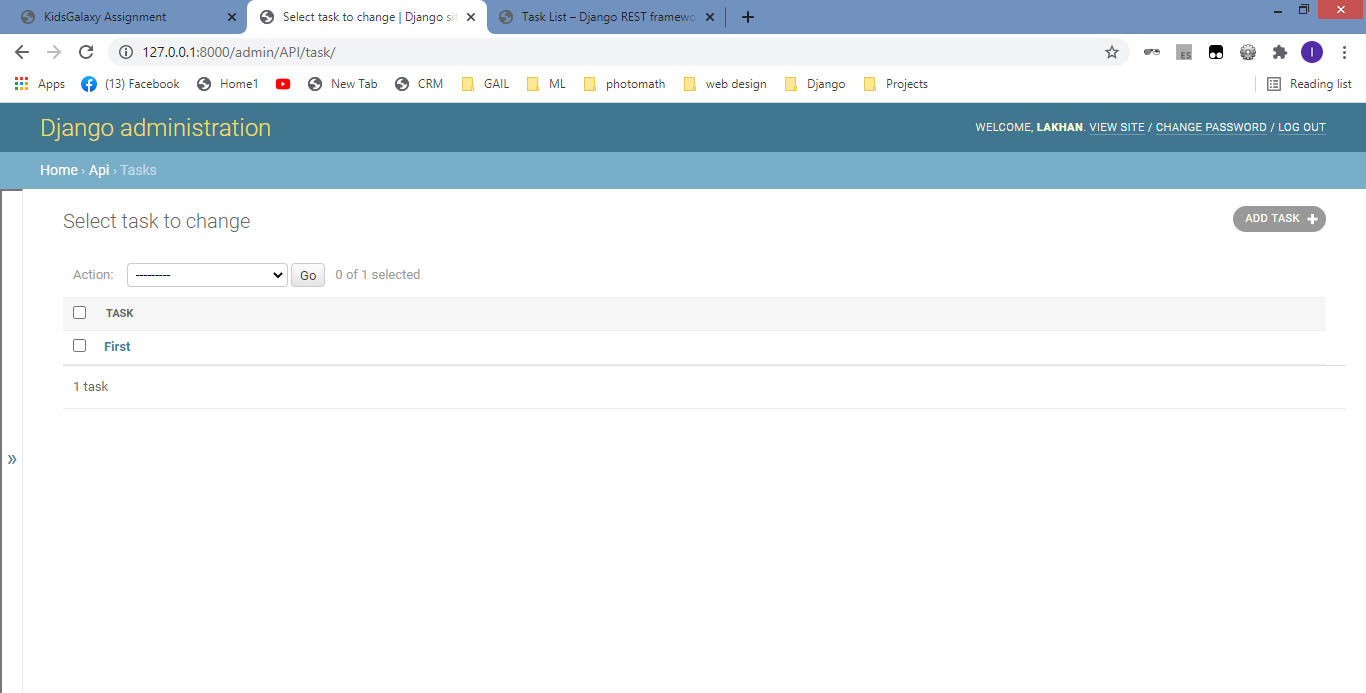 KidsGalaxy Assignment
Select task to change | Django sit
Task List – Django REST framewo
127.0.0.1:8000/admin/API/task/
ES
I
Apps
(13) Facebook
Home1
New Tab
CRM
GAIL
ML
photomath
web design
Django
Projects
Reading list
Django administration
WELCOME, LAKHAN. VIEW SITE / CHANGE PASSWORD / LOG OUT
Home › Api › Tasks
Select task to change
ADD TASK +
Action: --------- Go 0 of 1 selected
TASK
First
1 task
»